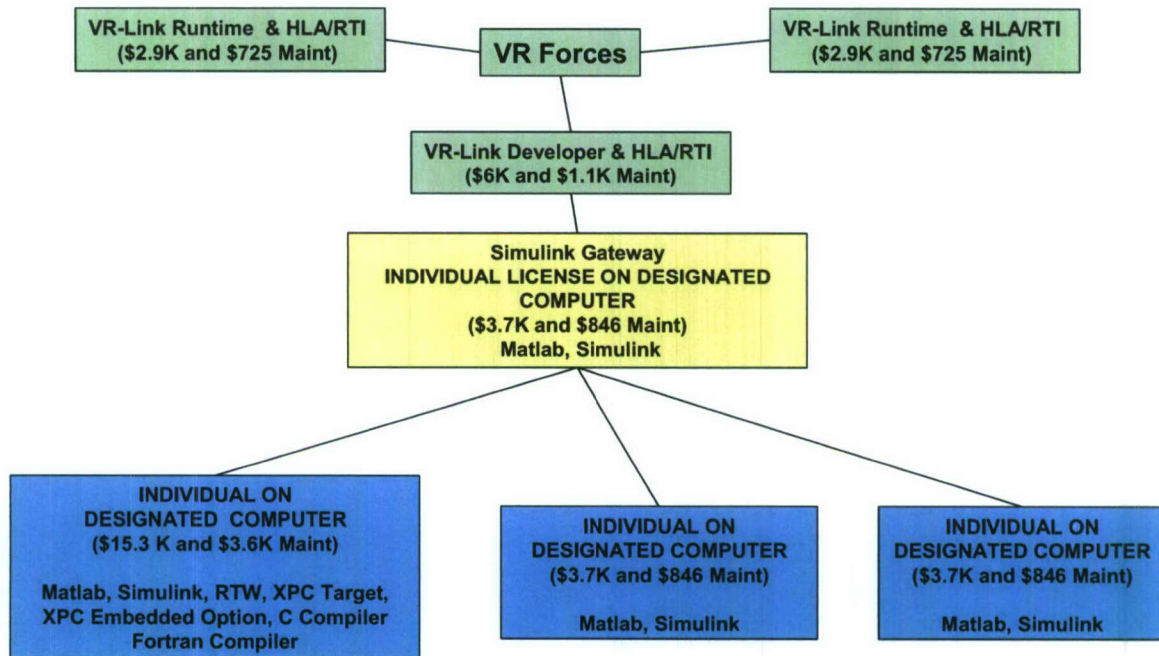 VR-Link Runtime & HLA/RTI
($2.9K and $725 Maint)
VR Forces
VR-Link Runtime & HLA/RTI
($2.9K and $725 Maint)
VR-Link Developer & HLA/RTI
($6K and $1.1K Maint)
Simulink Gateway
INDIVIDUAL LICENSE ON DESIGNATED
COMPUTER
($3.7K and $846 Maint)
Matlab, Simulink
INDIVIDUAL ON
DESIGNATED COMPUTER
($15.3 K and $3.6K Maint)
Matlab, Simulink, RTW, XPC Target,
XPC Embedded Option, C Compiler
Fortran Compiler
INDIVIDUAL ON
DESIGNATED COMPUTER
($3.7K and $846 Maint)
Matlab, Simulink
INDIVIDUAL ON
DESIGNATED COMPUTER
($3.7K and $846 Maint)
Matlab, Simulink